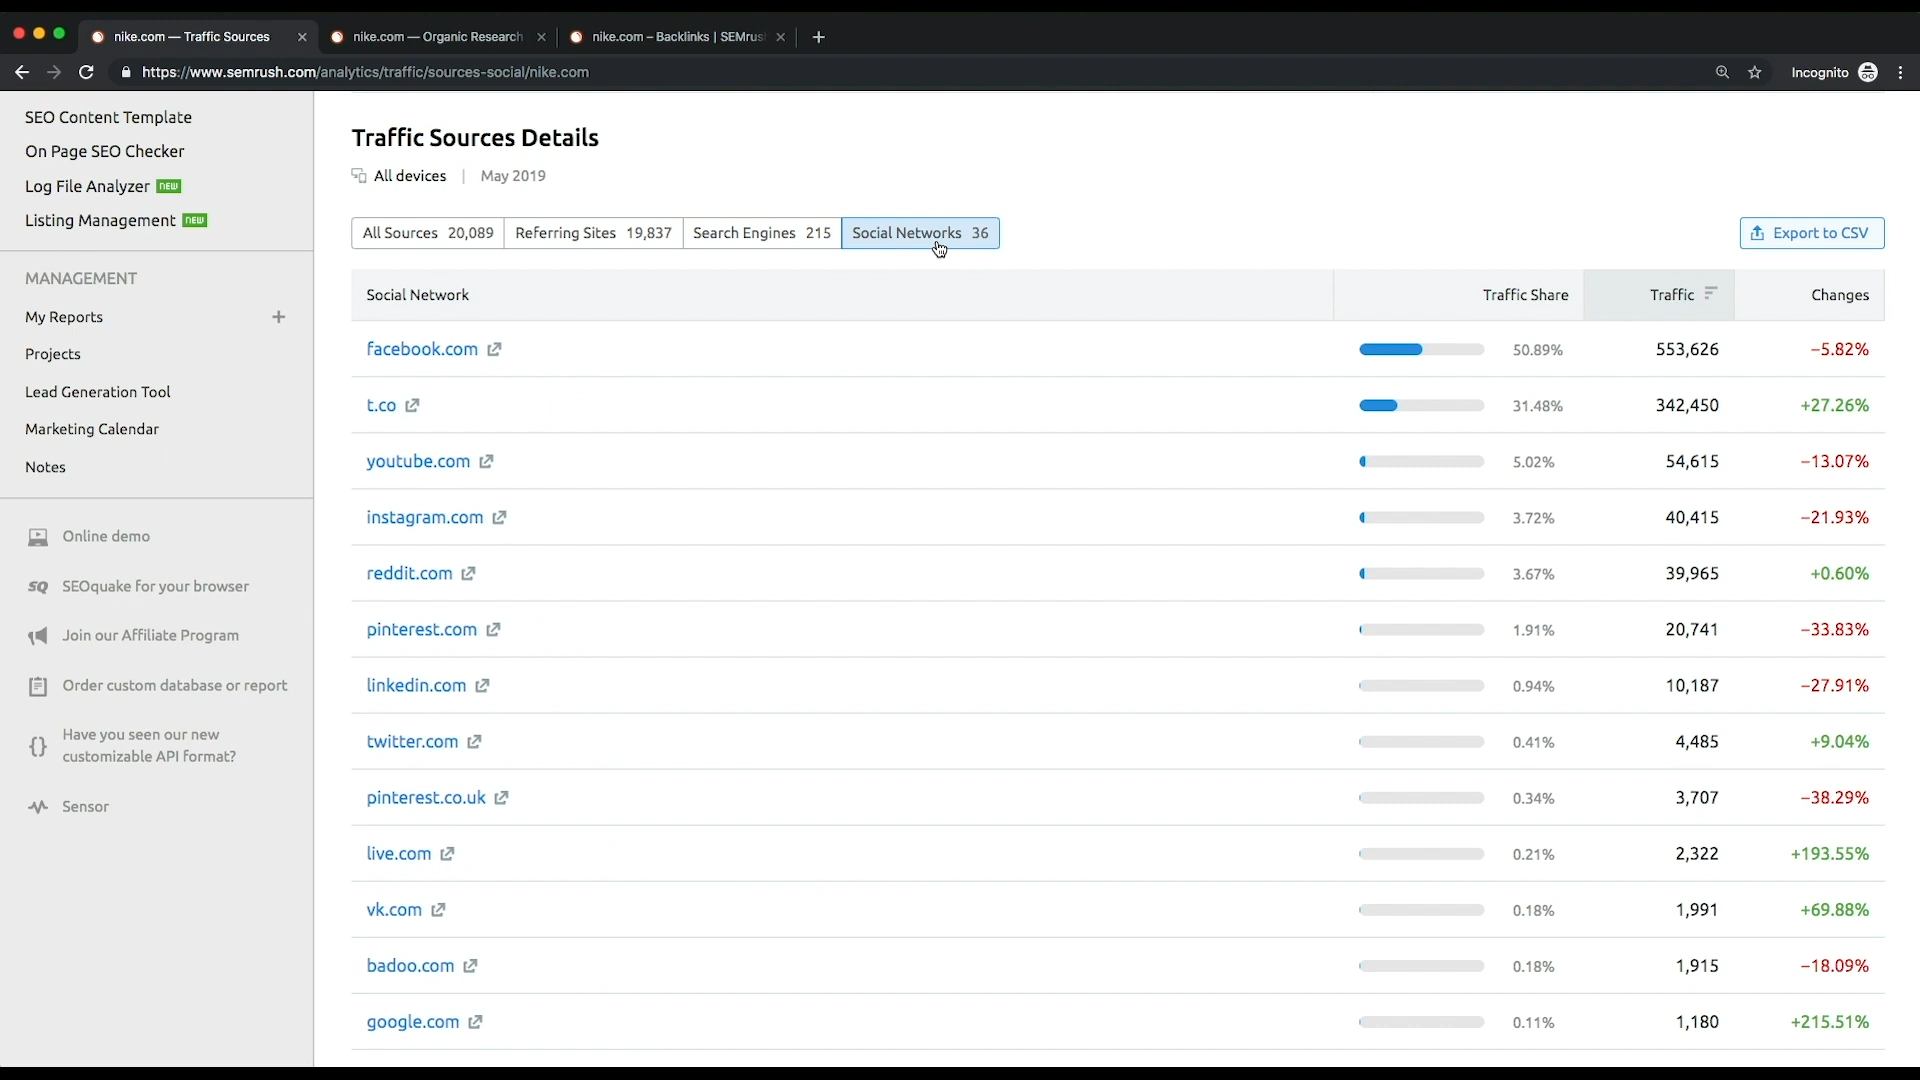 nike.com — Traffic Sources
nike.com — Organic Research
nike.com – Backlinks | SEMrus
https://www.semrush.com/analytics/traffic/sources-social/nike.com
Incognito
SEO Content Template
On Page SEO Checker
Log File Analyzer new
Listing Management new
MANAGEMENT
My Reports +
Projects
Lead Generation Tool
Marketing Calendar
Notes
Online demo
SQ SEOquake for your browser
Join our Affiliate Program
Order custom database or report
{} Have you seen our new
customizable API format?
Sensor
Traffic Sources Details
All devices | May 2019
All Sources 20,089 Referring Sites 19,837 Search Engines 215 Social Networks 36
Export to CSV
Social Network Traffic Share Traffic Changes
facebook.com 50.89% 553,626 −5.82%
t.co 31.48% 342,450 +27.26%
youtube.com 5.02% 54,615 −13.07%
instagram.com 3.72% 40,415 −21.93%
reddit.com 3.67% 39,965 +0.60%
pinterest.com 1.91% 20,741 −33.83%
linkedin.com 0.94% 10,187 −27.91%
twitter.com 0.41% 4,485 +9.04%
pinterest.co.uk 0.34% 3,707 −38.29%
live.com 0.21% 2,322 +193.55%
vk.com 0.18% 1,991 +69.88%
badoo.com 0.18% 1,915 −18.09%
google.com 0.11% 1,180 +215.51%